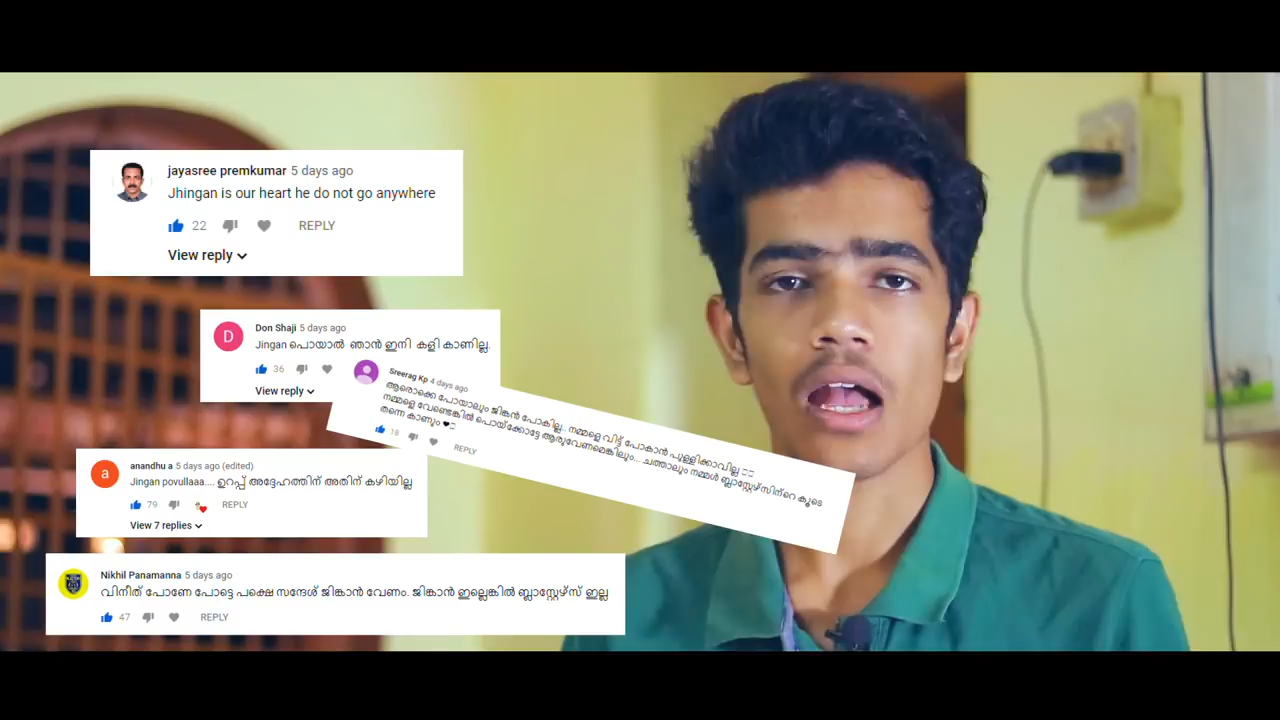 jayasree premkumar 5 days ago
Jhingan is our heart he do not go anywhere
22 REPLY
View reply
D
Don Shaji 5 days ago
Jingan പൊയാൽ ഞാൻ ഇനി കളി കാണില്ല.
36
View reply
Sreerag Kp 4 days ago
ആരൊക്കെ പോയാലും ജിങ്കൻ പോകില്ല.. നമ്മളെ വിട്ട് പോകാൻ പുള്ളിക്കാവില്ല
നമ്മളെ വേണ്ടെങ്കിൽ പൊയ്ക്കോട്ടേ ആരുവേണമെങ്കിലും... ചത്താലും നമ്മൾ ബ്ലാസ്റ്റേഴ്‌സിന്റെ കൂടെ
തന്നെ കാണും ❤
18 REPLY
a
anandhu a 5 days ago (edited)
Jingan povullaaa.... ഉറപ്പ് അദ്ദേഹത്തിന് അതിന് കഴിയില്ല
79 REPLY
View 7 replies
Nikhil Panamanna 5 days ago
വിനീത് പോണേ പോട്ടെ പക്ഷെ സന്ദേശ് ജിങ്കാൻ വേണം. ജിങ്കാൻ ഇല്ലെങ്കിൽ ബ്ലാസ്റ്റേഴ്സ് ഇല്ല
47 REPLY